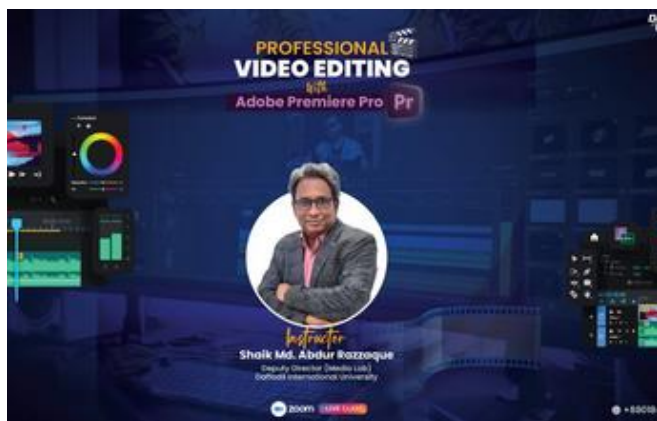 PROFESSIONAL
VIDEO EDITING
With
Adobe Premiere Pro Pr
Instructor
Shaik Md. Abdur Razzaque
Deputy Director (Media Lab)
Daffodil International University
zoom LIVE CLASS